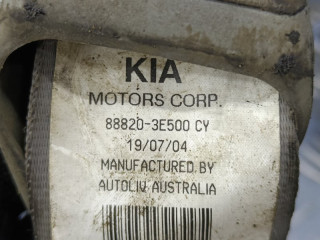 KIA
MOTORS CORP.
88820-3E500 CY
19/07/04
MANUFACTURED BY
AUTOLIV AUSTRALIA